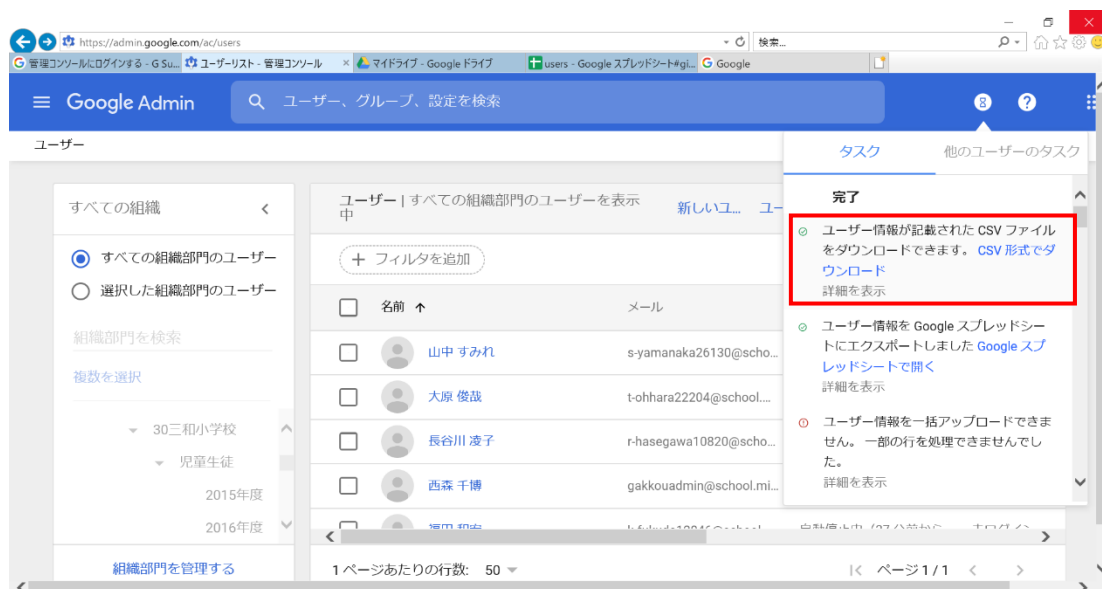 https://admin.google.com/ac/users
検索...
管理コンソールにログインする - G Su...
ユーザーリスト - 管理コンソール
マイドライブ - Google ドライブ
users - Google スプレッドシート#gi...
Google
Google Admin
ユーザー、グループ、設定を検索
ユーザー
タスク
他のユーザーのタスク
すべての組織
すべての組織部門のユーザー
選択した組織部門のユーザー
組織部門を検索
複数を選択
30三和小学校
児童生徒
2015年度
2016年度
組織部門を管理する
ユーザー | すべての組織部門のユーザーを表示
中
新しいユ...
ユー
+ フィルタを追加
名前
メール
山中 すみれ
s-yamanaka26130@scho...
大原 俊哉
t-ohhara22204@school....
長谷川 凌子
r-hasegawa10820@scho...
西森 千博
gakkouadmin@school.mi...
1 ページあたりの行数: 50
ページ 1 / 1
完了
ユーザー情報が記載された CSV ファイル
をダウンロードできます。 CSV 形式でダ
ウンロード
詳細を表示
ユーザー情報を Google スプレッドシー
トにエクスポートしました Google スプ
レッドシートで開く
詳細を表示
ユーザー情報を一括アップロードできま
せん。 一部の行を処理できませんでし
た。
詳細を表示